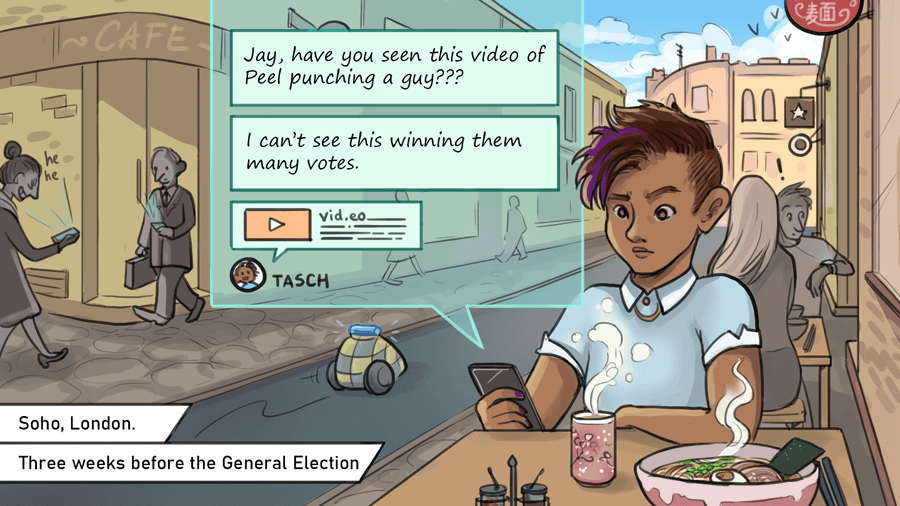 ~CAFE~
麺
Jay, have you seen this video of
Peel punching a guy???
I can't see this winning them
many votes.
vid.eo
TASCH
he
he
!
Soho, London.
Three weeks before the General Election